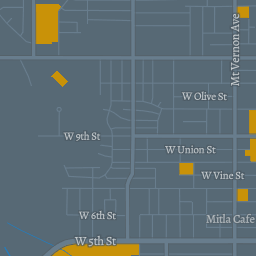 Mt Vernon Ave
W Olive St
W 9th St
W Union St
W Vine St
W 6th St
Mitla Cafe
W 5th St